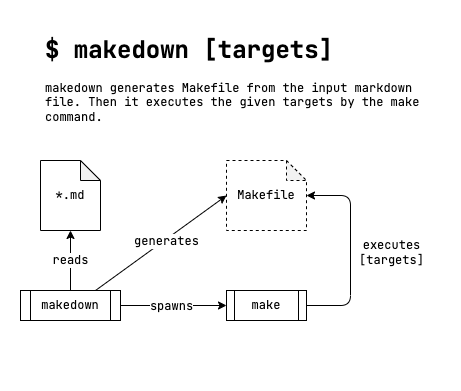 $ makedown [targets]
makedown generates Makefile from the input markdown
file. Then it executes the given targets by the make
command.
*.md
Makefile
generates
executes
[targets]
reads
makedown
spawns
make